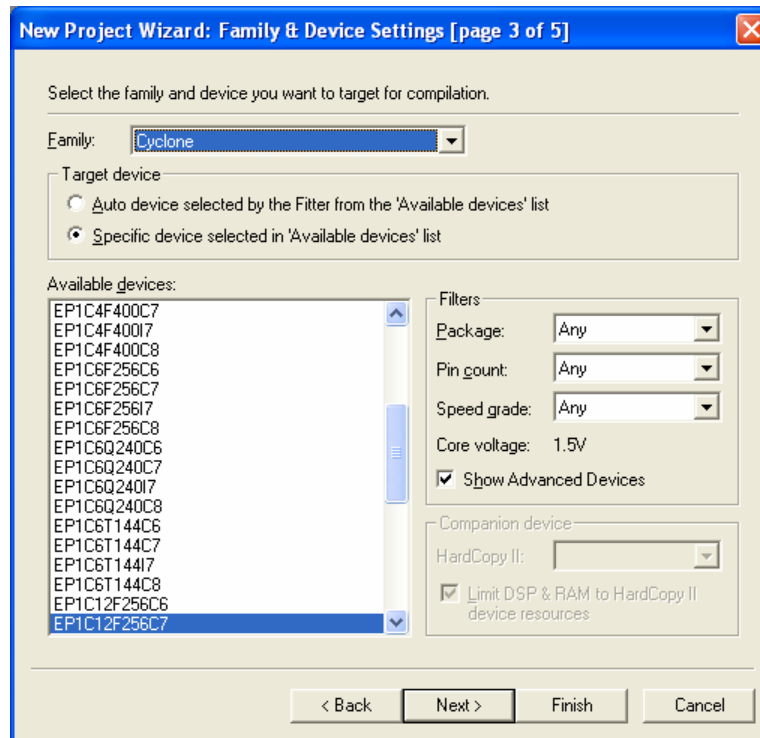 New Project Wizard: Family & Device Settings [page 3 of 5]
Select the family and device you want to target for compilation.
Family: Cyclone
Target device
Auto device selected by the Fitter from the 'Available devices' list
Specific device selected in 'Available devices' list
Available devices:
EP1C4F400C7
EP1C4F400I7
EP1C4F400C8
EP1C6F256C6
EP1C6F256C7
EP1C6F256I7
EP1C6F256C8
EP1C6Q240C6
EP1C6Q240C7
EP1C6Q240I7
EP1C6Q240C8
EP1C6T144C6
EP1C6T144C7
EP1C6T144I7
EP1C6T144C8
EP1C12F256C6
EP1C12F256C7
Filters
Package: Any
Pin count: Any
Speed grade: Any
Core voltage: 1.5V
Show Advanced Devices
Companion device
HardCopy II:
Limit DSP & RAM to HardCopy II
device resources
< Back Next > Finish Cancel